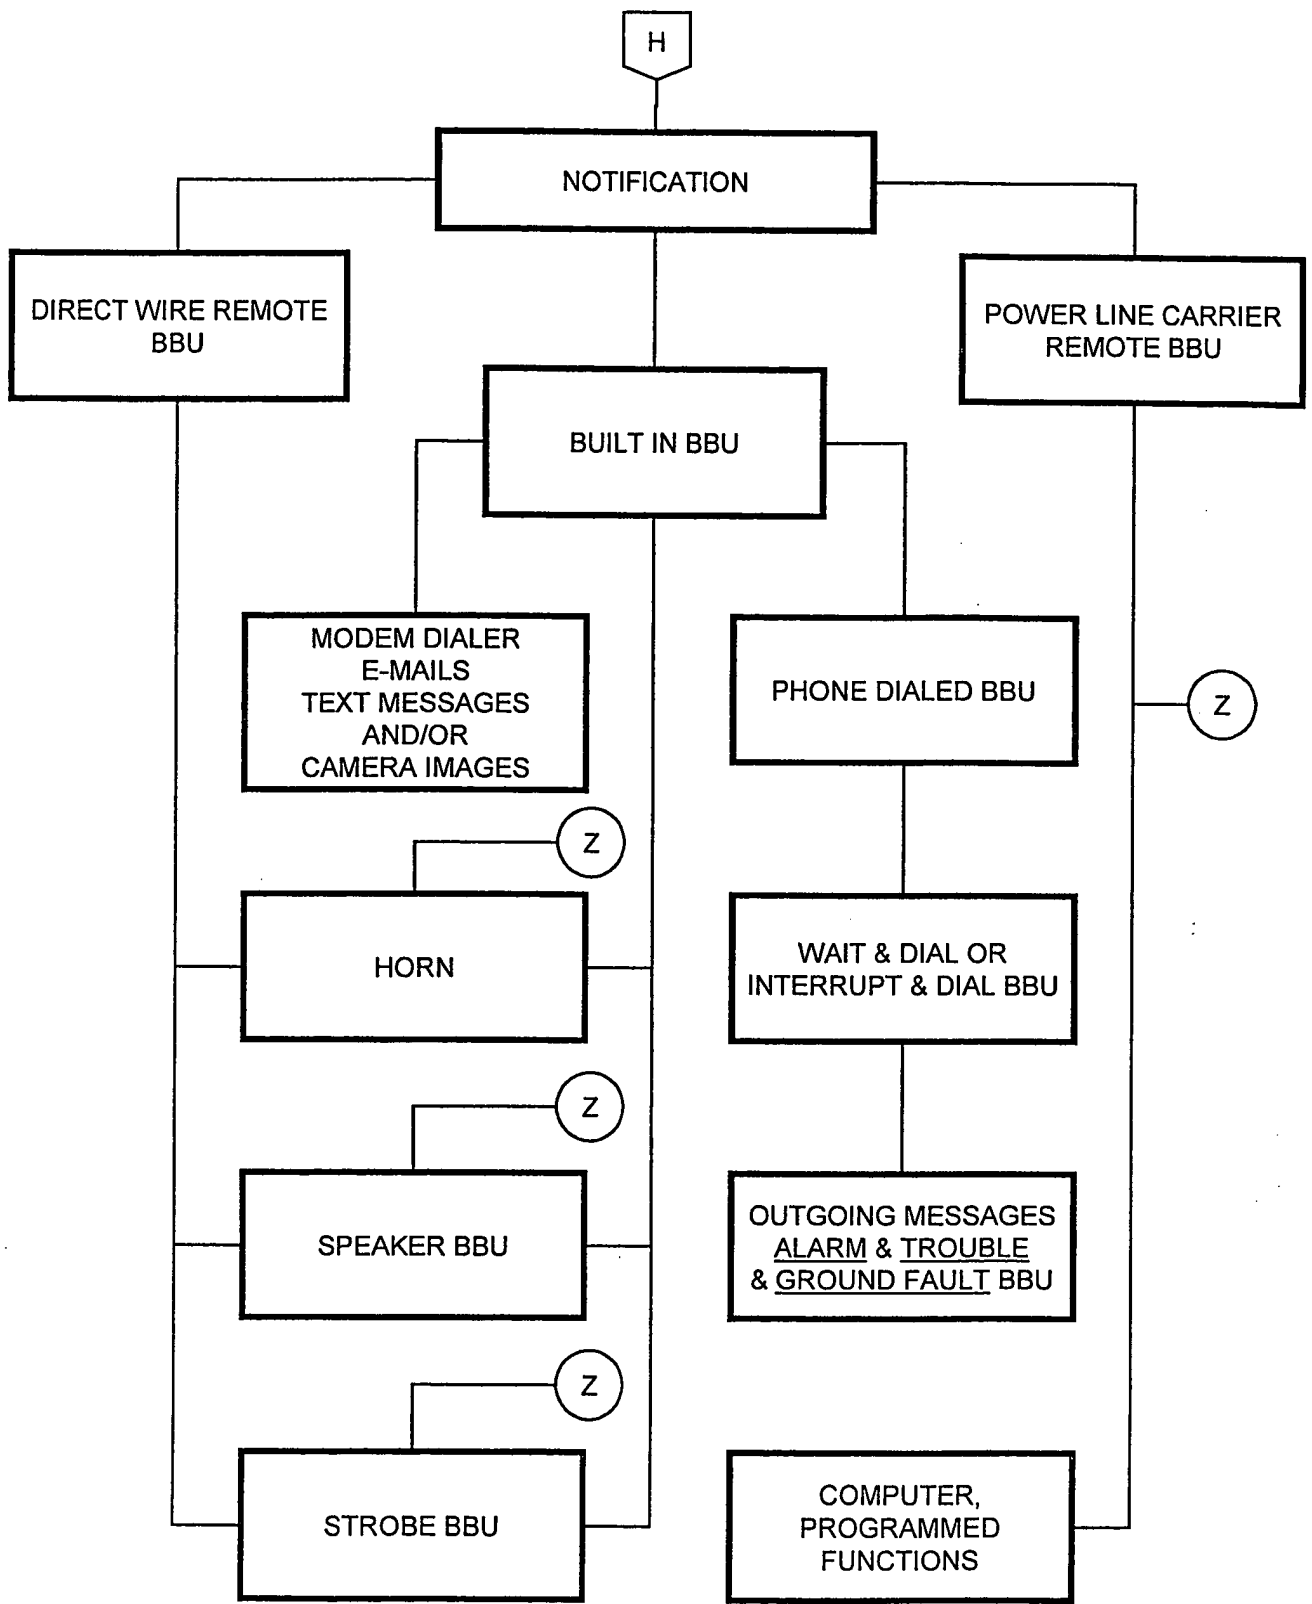 H
NOTIFICATION
DIRECT WIRE REMOTE
BBU
POWER LINE CARRIER
REMOTE BBU
BUILT IN BBU
MODEM DIALER
E-MAILS
TEXT MESSAGES
AND/OR
CAMERA IMAGES
PHONE DIALED BBU
Z
Z
HORN
WAIT & DIAL OR
INTERRUPT & DIAL BBU
Z
SPEAKER BBU
OUTGOING MESSAGES
ALARM & TROUBLE
& GROUND FAULT BBU
Z
STROBE BBU
COMPUTER,
PROGRAMMED
FUNCTIONS